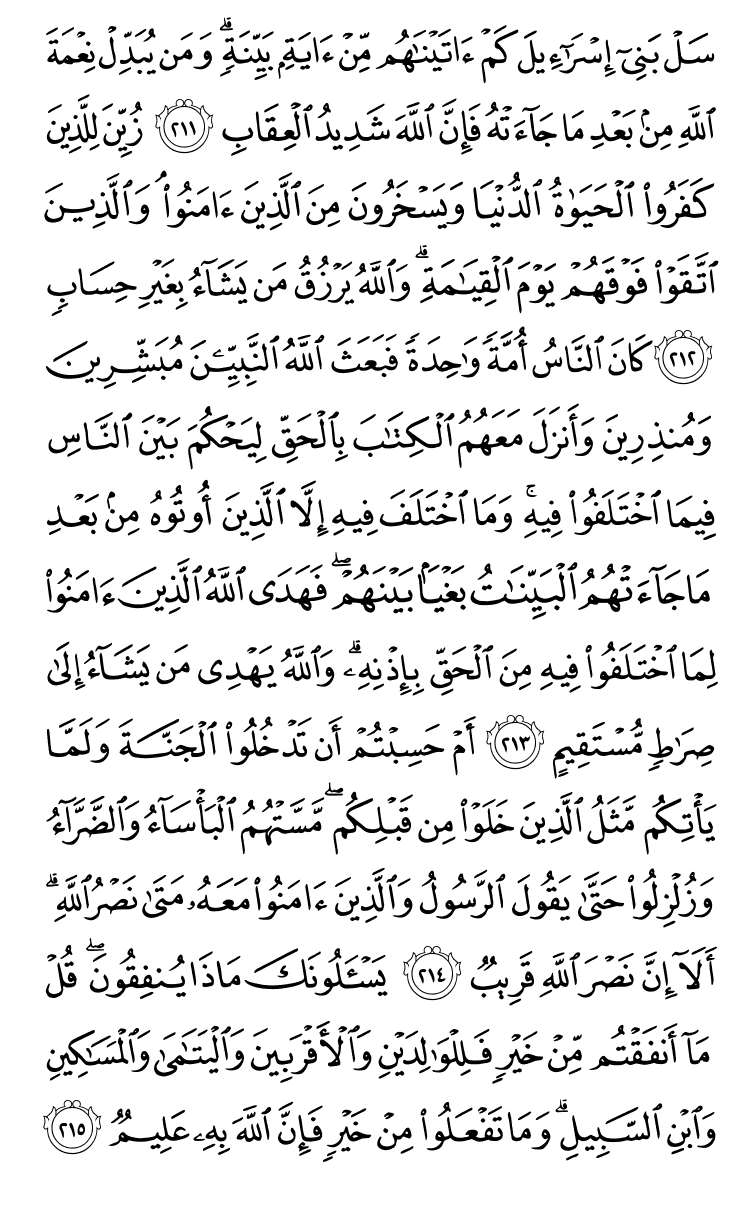 سَلۡ بَنِيٓ إِسۡرَٰٓءِيلَ كَمۡ ءَاتَيۡنَٰهُم مِّنۡ ءَايَةِۭ بَيِّنَةٖۗ وَمَن يُبَدِّلۡ نِعۡمَةَ
ٱللَّهِ مِنۢ بَعۡدِ مَا جَآءَتۡهُ فَإِنَّ ٱللَّهَ شَدِيدُ ٱلۡعِقَابِ ٢١١ زُيِّنَ لِلَّذِينَ
كَفَرُواْ ٱلۡحَيَوٰةُ ٱلدُّنۡيَا وَيَسۡخَرُونَ مِنَ ٱلَّذِينَ ءَامَنُواْۘ وَٱلَّذِينَ
ٱتَّقَوۡاْ فَوۡقَهُمۡ يَوۡمَ ٱلۡقِيَٰمَةِۗ وَٱللَّهُ يَرۡزُقُ مَن يَشَآءُ بِغَيۡرِ حِسَابٖ
٢١٢ كَانَ ٱلنَّاسُ أُمَّةٗ وَٰحِدَةٗ فَبَعَثَ ٱللَّهُ ٱلنَّبِيِّـۧنَ مُبَشِّرِينَ
وَمُنذِرِينَ وَأَنزَلَ مَعَهُمُ ٱلۡكِتَٰبَ بِٱلۡحَقِّ لِيَحۡكُمَ بَيۡنَ ٱلنَّاسِ
فِيمَا ٱخۡتَلَفُواْ فِيهِۚ وَمَا ٱخۡتَلَفَ فِيهِ إِلَّا ٱلَّذِينَ أُوتُوهُ مِنۢ بَعۡدِ
مَا جَآءَتۡهُمُ ٱلۡبَيِّنَٰتُ بَغۡيَۢا بَيۡنَهُمۡۖ فَهَدَى ٱللَّهُ ٱلَّذِينَ ءَامَنُواْ
لِمَا ٱخۡتَلَفُواْ فِيهِ مِنَ ٱلۡحَقِّ بِإِذۡنِهِۦۗ وَٱللَّهُ يَهۡدِي مَن يَشَآءُ إِلَىٰ
صِرَٰطٖ مُّسۡتَقِيمٍ ٢١٣ أَمۡ حَسِبۡتُمۡ أَن تَدۡخُلُواْ ٱلۡجَنَّةَ وَلَمَّا
يَأۡتِكُم مَّثَلُ ٱلَّذِينَ خَلَوۡاْ مِن قَبۡلِكُمۖ مَّسَّتۡهُمُ ٱلۡبَأۡسَآءُ وَٱلضَّرَّآءُ
وَزُلۡزِلُواْ حَتَّىٰ يَقُولَ ٱلرَّسُولُ وَٱلَّذِينَ ءَامَنُواْ مَعَهُۥ مَتَىٰ نَصۡرُ ٱللَّهِۗ
أَلَآ إِنَّ نَصۡرَ ٱللَّهِ قَرِيبٞ ٢١٤ يَسۡـَٔلُونَكَ مَاذَا يُنفِقُونَۖ قُلۡ
مَآ أَنفَقۡتُم مِّنۡ خَيۡرٖ فَلِلۡوَٰلِدَيۡنِ وَٱلۡأَقۡرَبِينَ وَٱلۡيَتَٰمَىٰ وَٱلۡمَسَٰكِينِ
وَٱبۡنِ ٱلسَّبِيلِۗ وَمَا تَفۡعَلُواْ مِنۡ خَيۡرٖ فَإِنَّ ٱللَّهَ بِهِۦ عَلِيمٞ ٢١٥